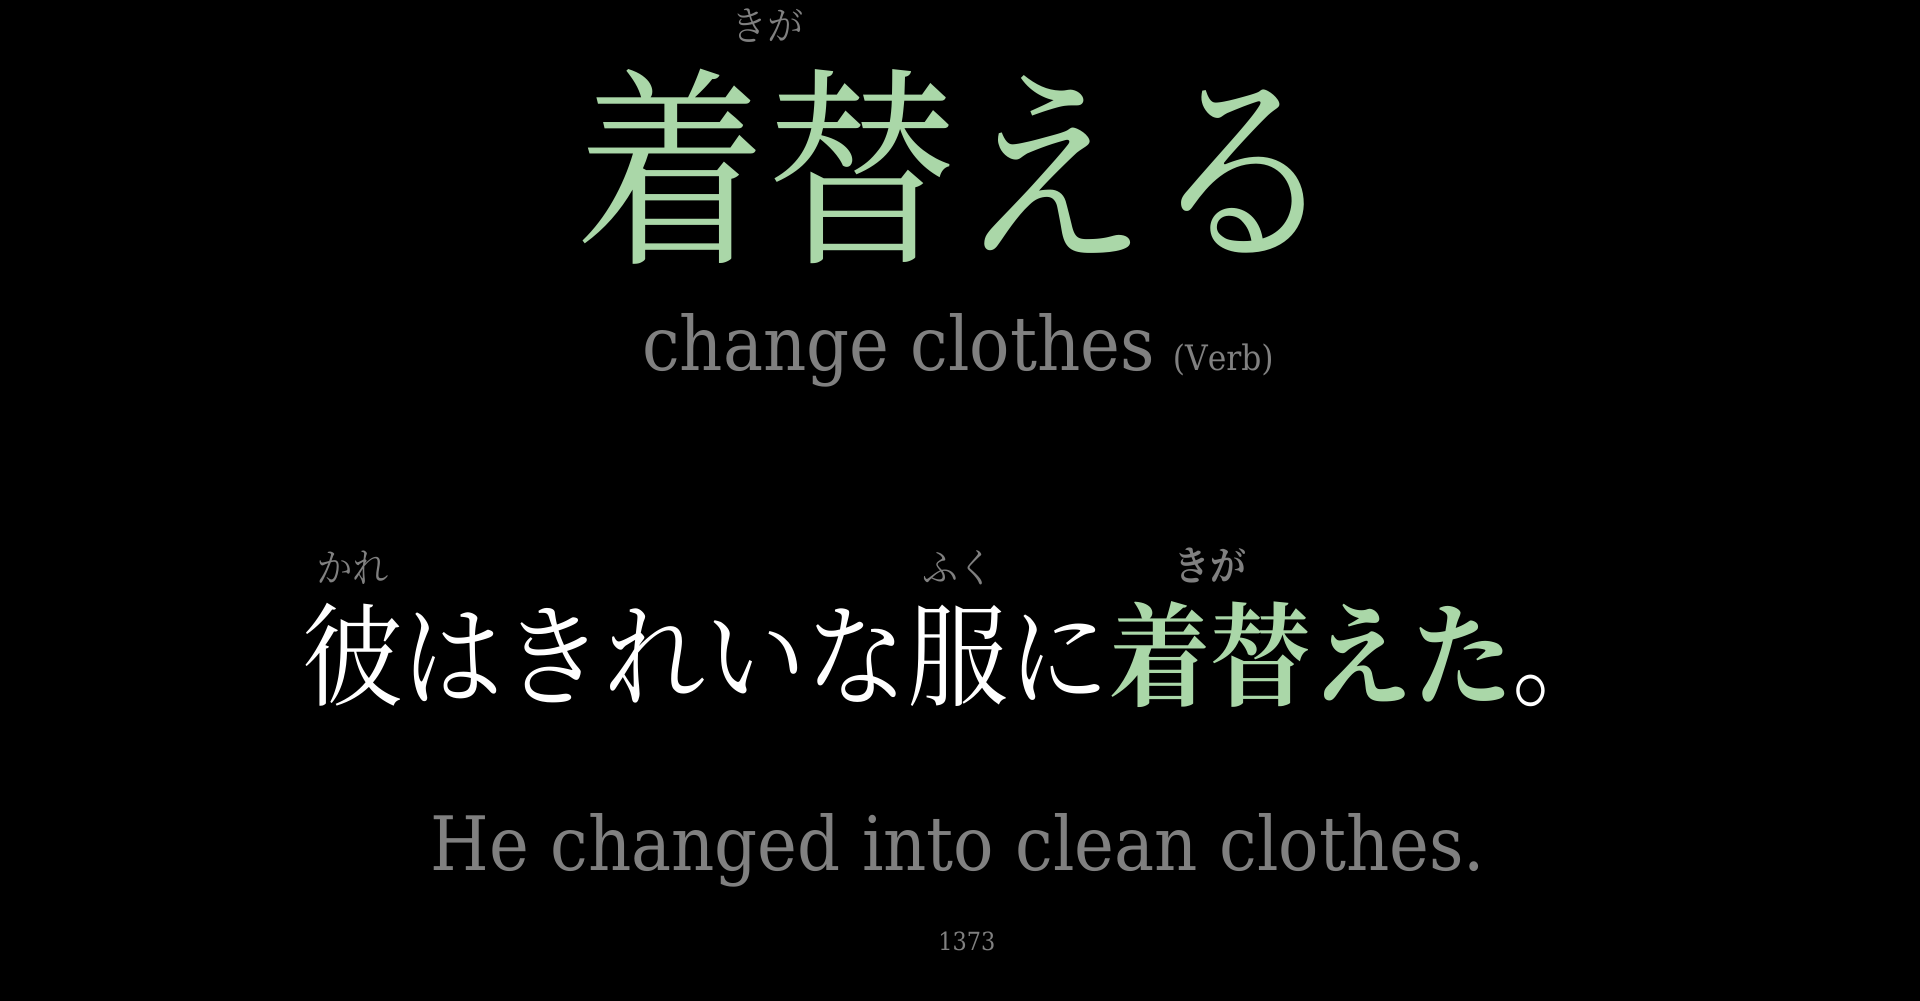 きが
着替える
change clothes (Verb)
かれ ふく きが
彼はきれいな服に着替えた。
He changed into clean clothes.
1373